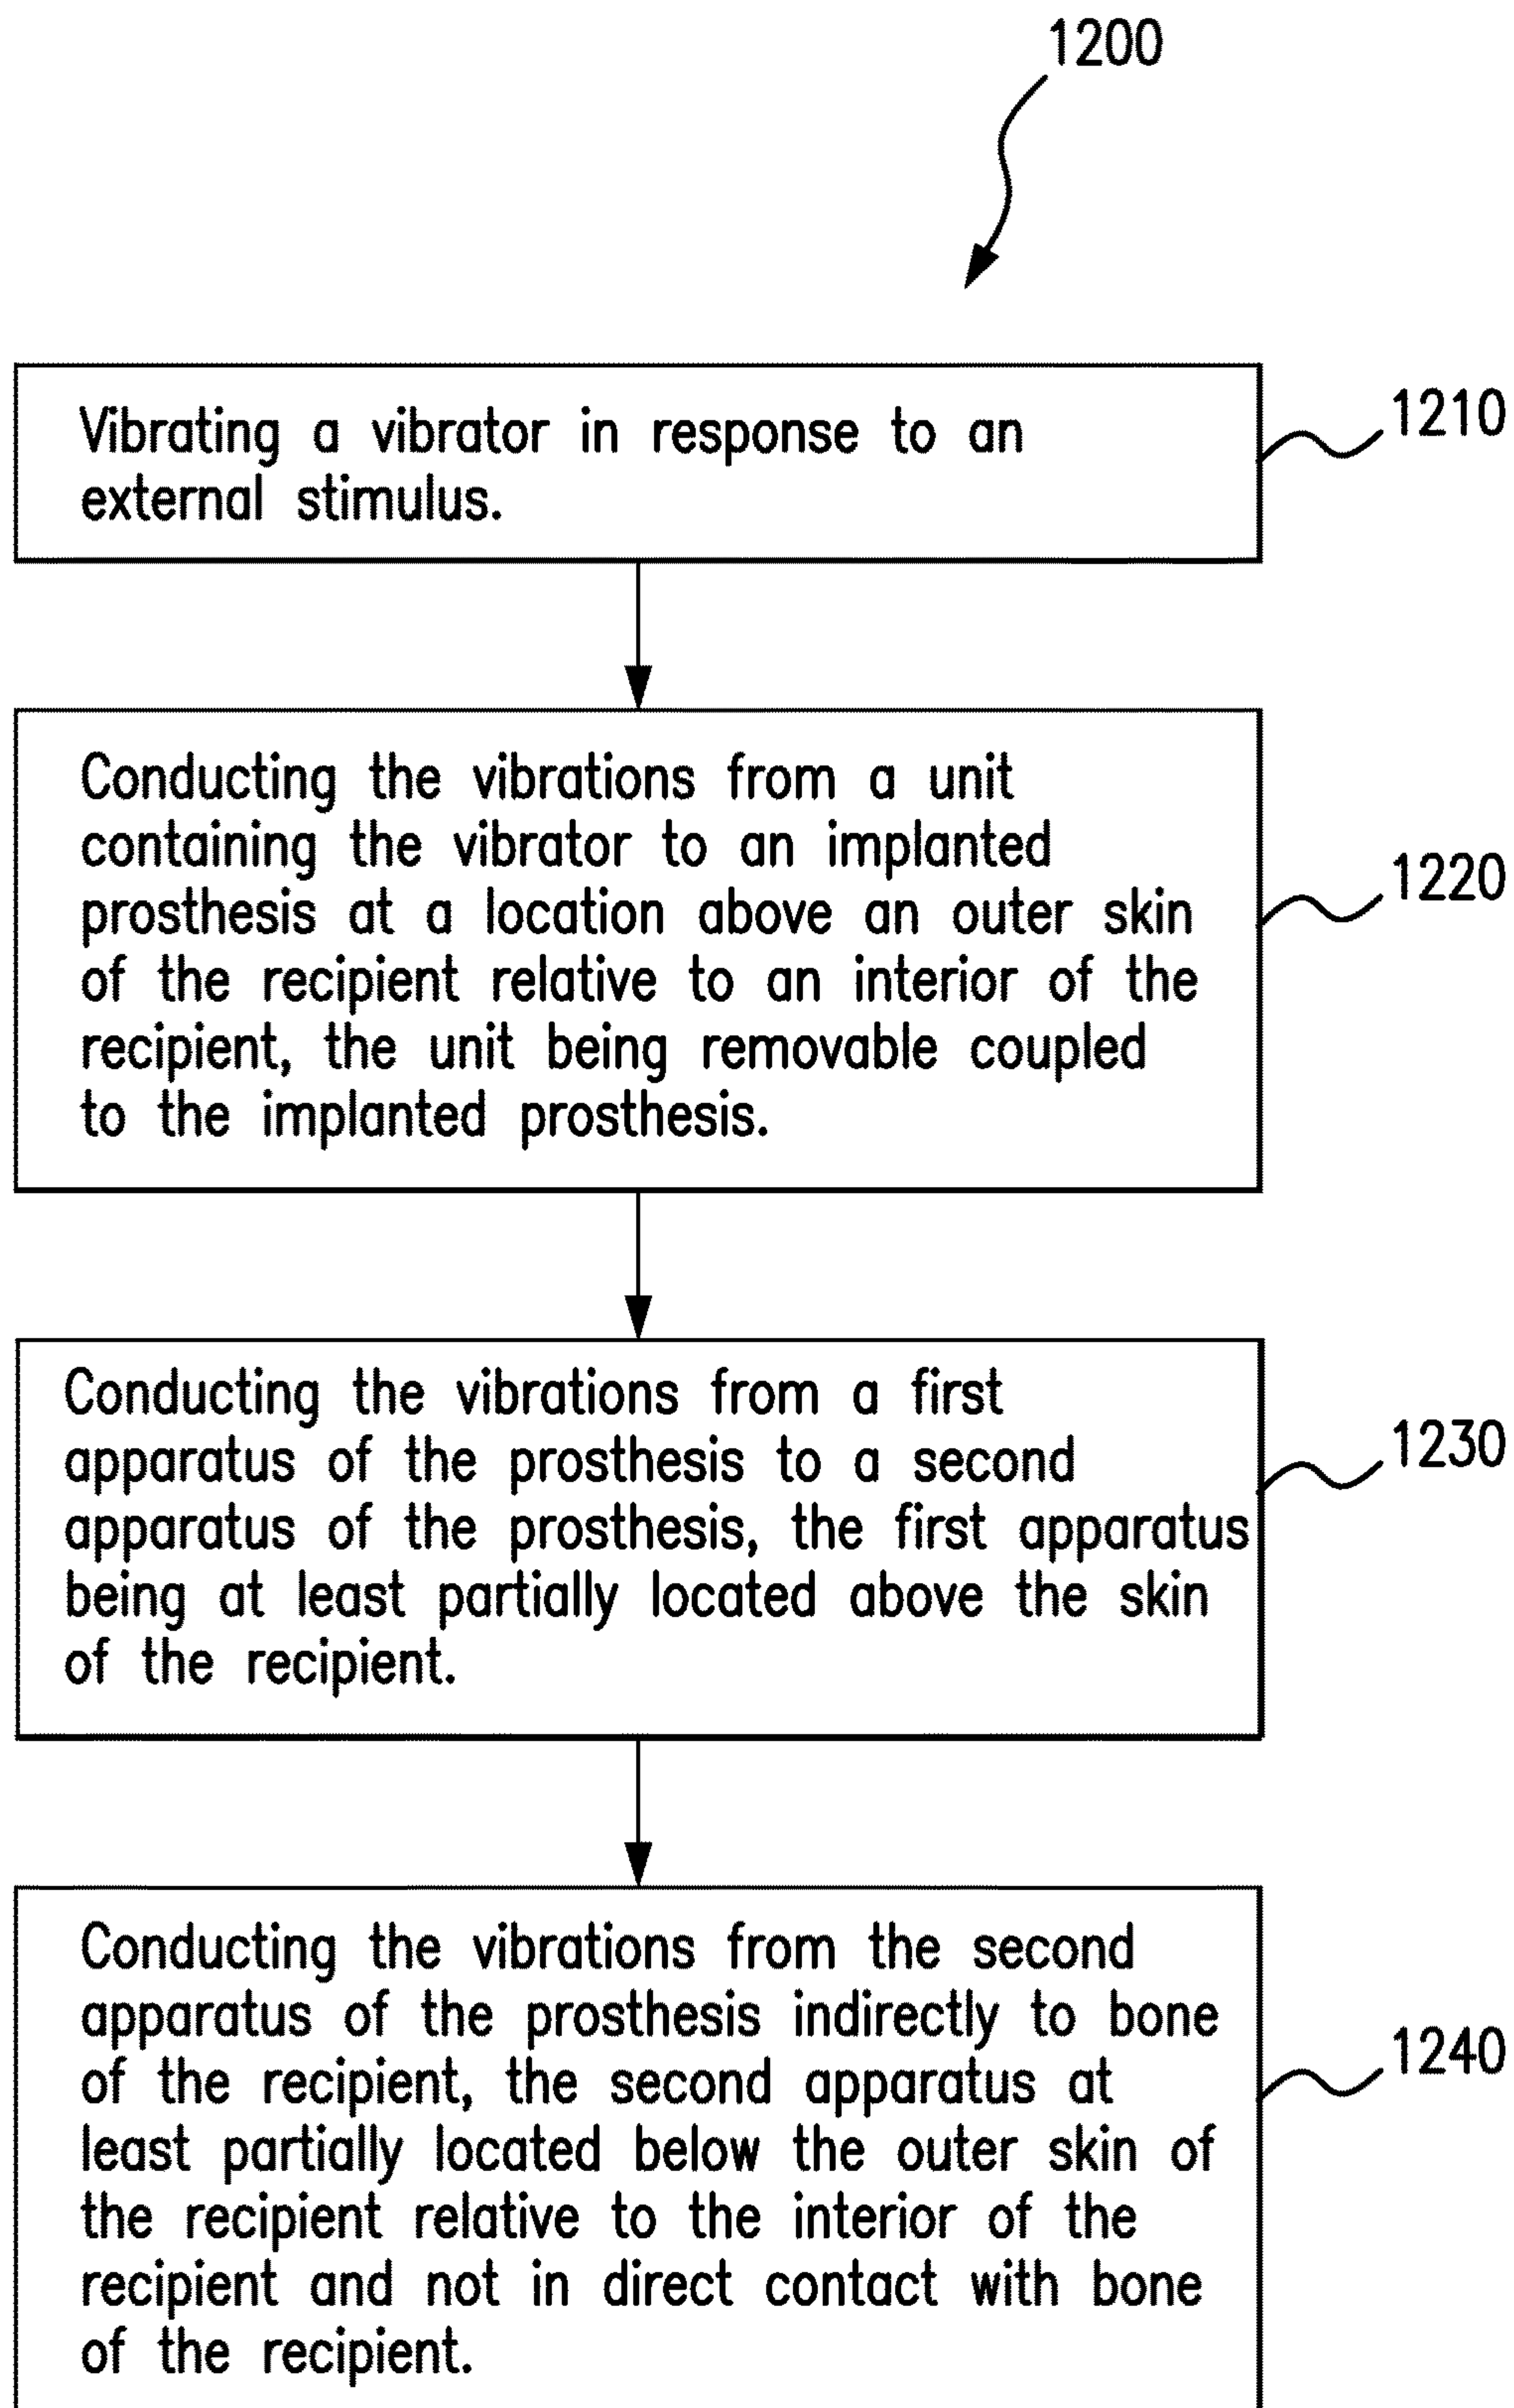 1200
Vibrating a vibrator in response to an
external stimulus.
1210
Conducting the vibrations from a unit
containing the vibrator to an implanted
prosthesis at a location above an outer skin
of the recipient relative to an interior of the
recipient, the unit being removable coupled
to the implanted prosthesis.
1220
Conducting the vibrations from a first
apparatus of the prosthesis to a second
apparatus of the prosthesis, the first apparatus
being at least partially located above the skin
of the recipient.
1230
Conducting the vibrations from the second
apparatus of the prosthesis indirectly to bone
of the recipient, the second apparatus at
least partially located below the outer skin of
the recipient relative to the interior of the
recipient and not in direct contact with bone
of the recipient.
1240